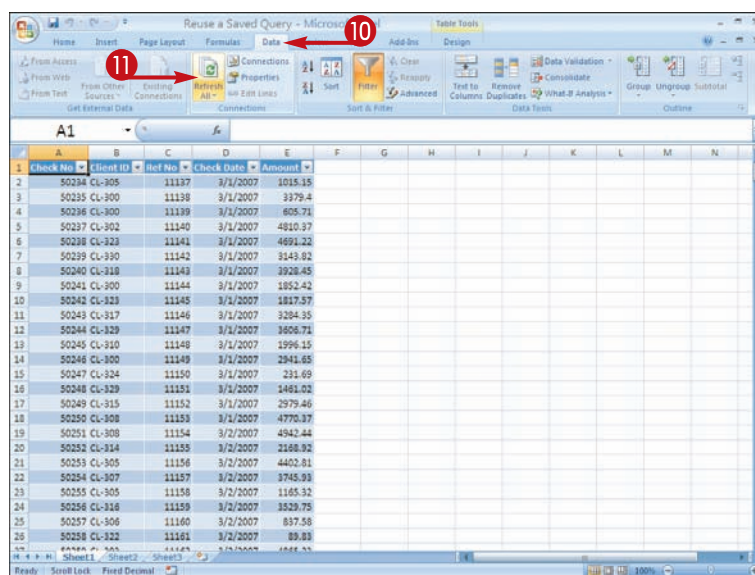 Reuse a Saved Query - Microsoft Excel Table Tools
Home Insert Page Layout Formulas Data 10 Add-Ins Design
11
From Access
From Web
From Text
From Other Sources
Existing Connections
Get External Data
Refresh All
Connections
Properties
Edit Links
Connections
Sort
Filter
Clear
Reapply
Advanced
Sort & Filter
Text to Columns
Remove Duplicates
Data Validation
Consolidate
What-If Analysis
Data Tools
Group Ungroup Subtotal
Outline
A1 fx
A B C D E F G H I J K L M N
1 Check No Client ID Ref No Check Date Amount
2 50234 CL-305 11137 3/1/2007 1015.15
3 50235 CL-300 11138 3/1/2007 3379.4
4 50236 CL-300 11139 3/1/2007 605.71
5 50237 CL-302 11140 3/1/2007 4810.37
6 50238 CL-323 11141 3/1/2007 4691.22
7 50239 CL-330 11142 3/1/2007 3143.82
8 50240 CL-318 11143 3/1/2007 3928.45
9 50241 CL-300 11144 3/1/2007 1852.42
10 50242 CL-323 11145 3/1/2007 1817.57
11 50243 CL-317 11146 3/1/2007 3284.35
12 50244 CL-329 11147 3/1/2007 3606.71
13 50245 CL-310 11148 3/1/2007 1996.15
14 50246 CL-300 11149 3/1/2007 2941.65
15 50247 CL-324 11150 3/1/2007 231.69
16 50248 CL-329 11151 3/1/2007 1461.02
17 50249 CL-315 11152 3/1/2007 2979.46
18 50250 CL-308 11153 3/1/2007 4770.37
19 50251 CL-308 11154 3/2/2007 4942.44
20 50252 CL-314 11155 3/2/2007 2168.92
21 50253 CL-305 11156 3/2/2007 4402.81
22 50254 CL-307 11157 3/2/2007 3745.93
23 50255 CL-305 11158 3/2/2007 1165.32
24 50256 CL-316 11159 3/2/2007 3529.75
25 50257 CL-306 11160 3/2/2007 837.58
26 50258 CL-322 11161 3/2/2007 89.83
Sheet1 Sheet2 Sheet3
Ready Scroll Lock Fixed Decimal 100%